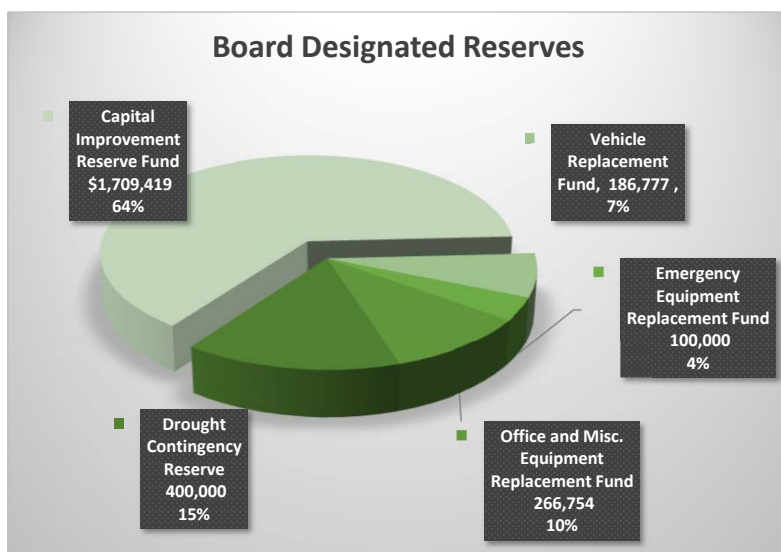 Board Designated Reserves
Capital
Improvement
Reserve Fund
$1,709,419
64%
Vehicle
Replacement
Fund, 186,777 ,
7%
Emergency
Equipment
Replacement Fund
100,000
4%
Office and Misc.
Equipment
Replacement Fund
266,754
10%
Drought
Contingency
Reserve
400,000
15%